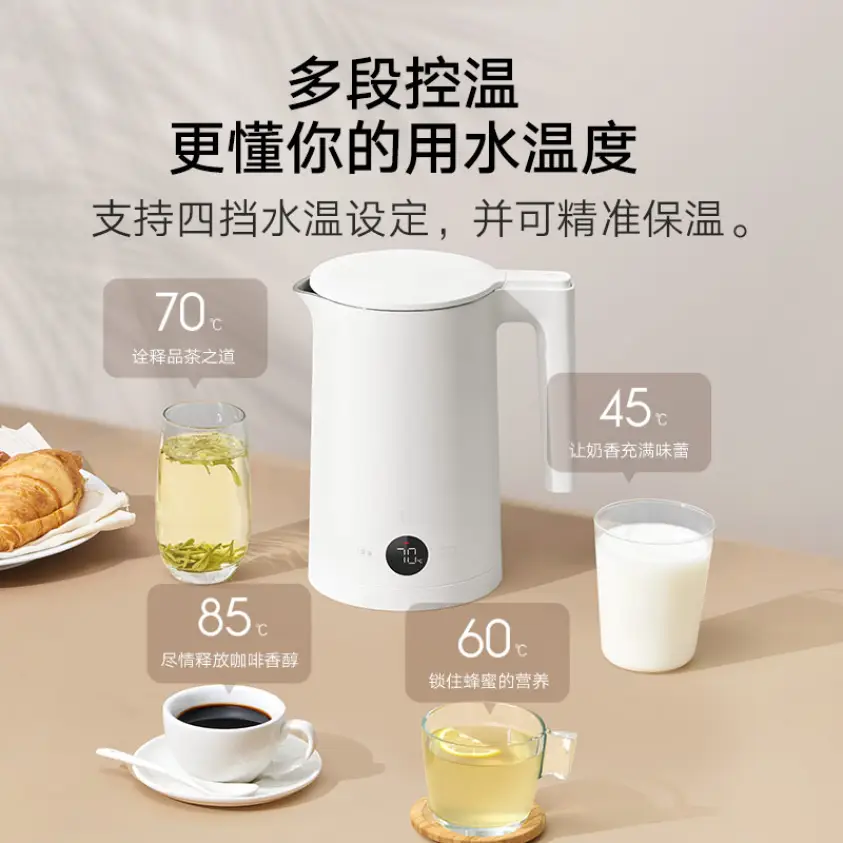 多段控温
更懂你的用水温度
支持四挡水温设定，并可精准保温。
70℃
诠释品茶之道
45℃
让奶香充满味蕾
70℃
85℃
尽情释放咖啡香醇
60℃
锁住蜂蜜的营养